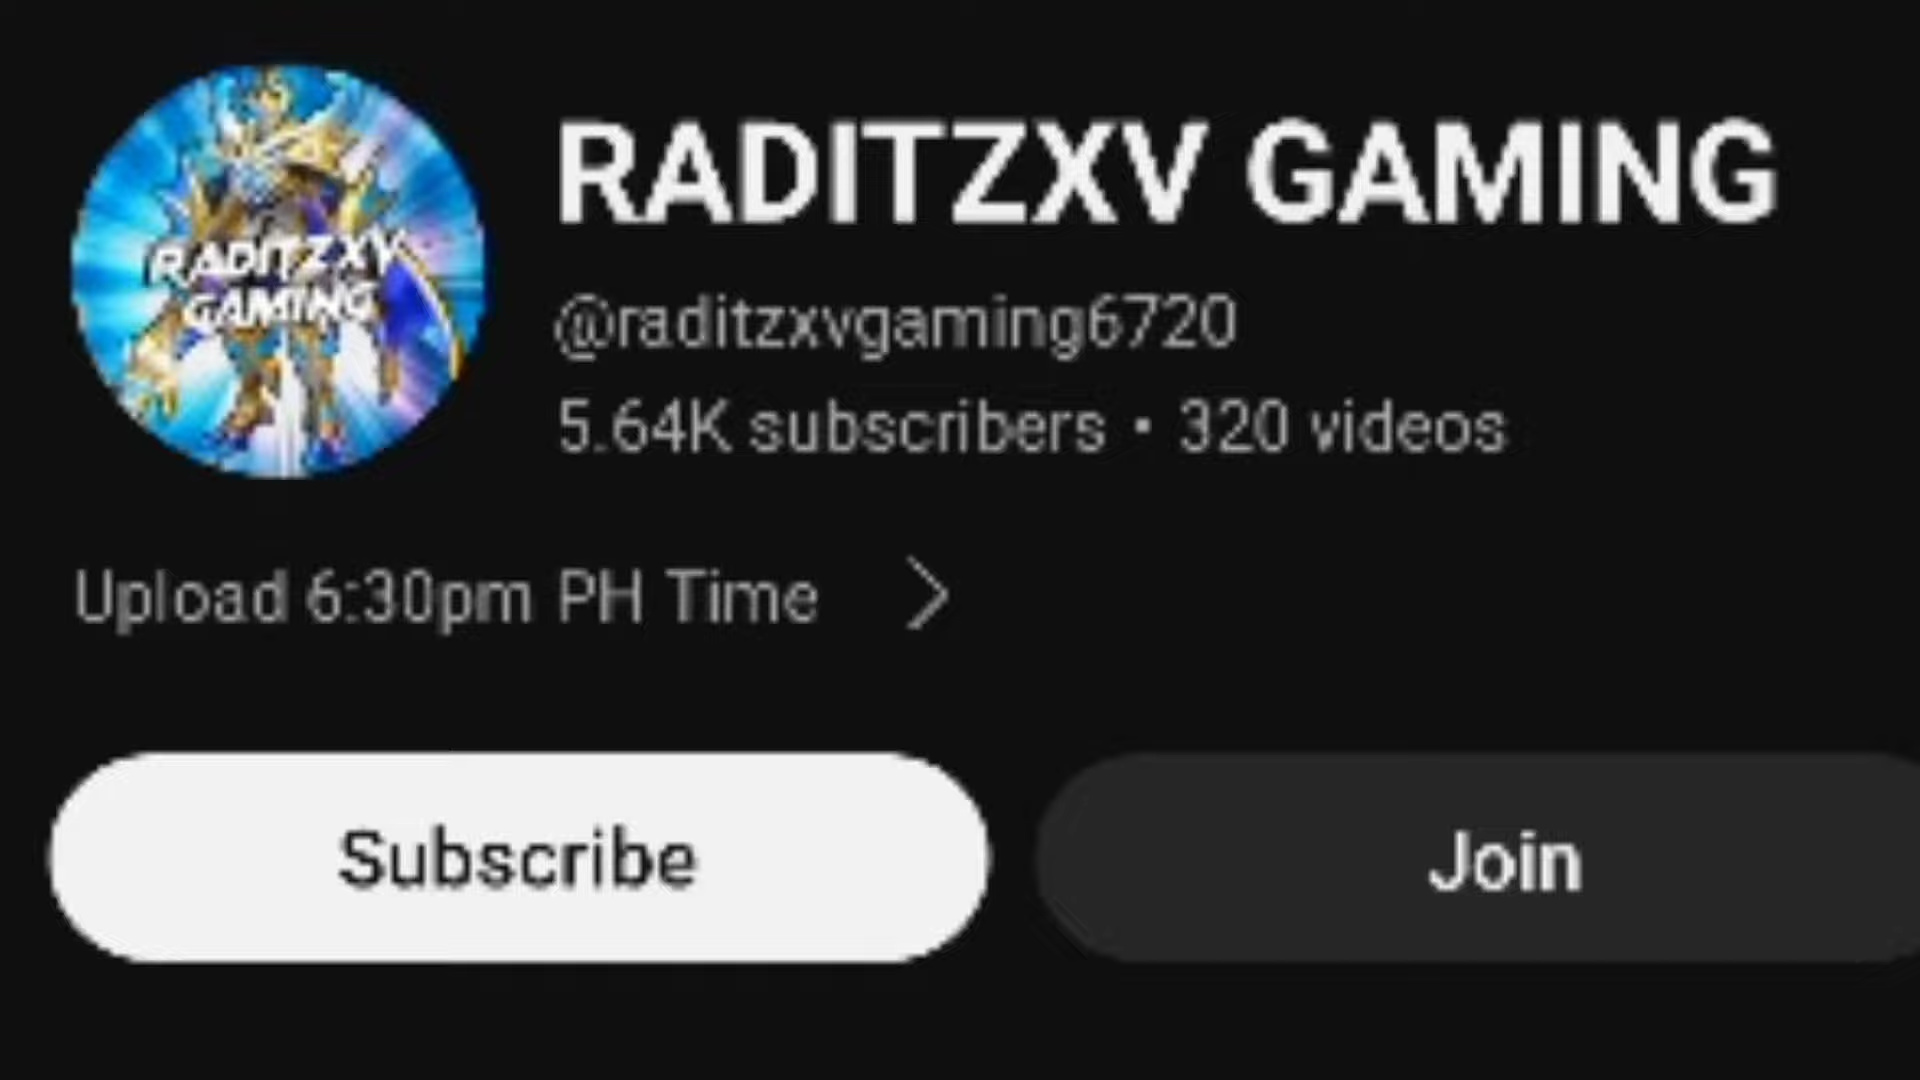 RADITZXV GAMING
RADITZXV
GAMING
@raditzxvgaming6720
5.64K subscribers • 320 videos
Upload 6:30pm PH Time
Subscribe
Join